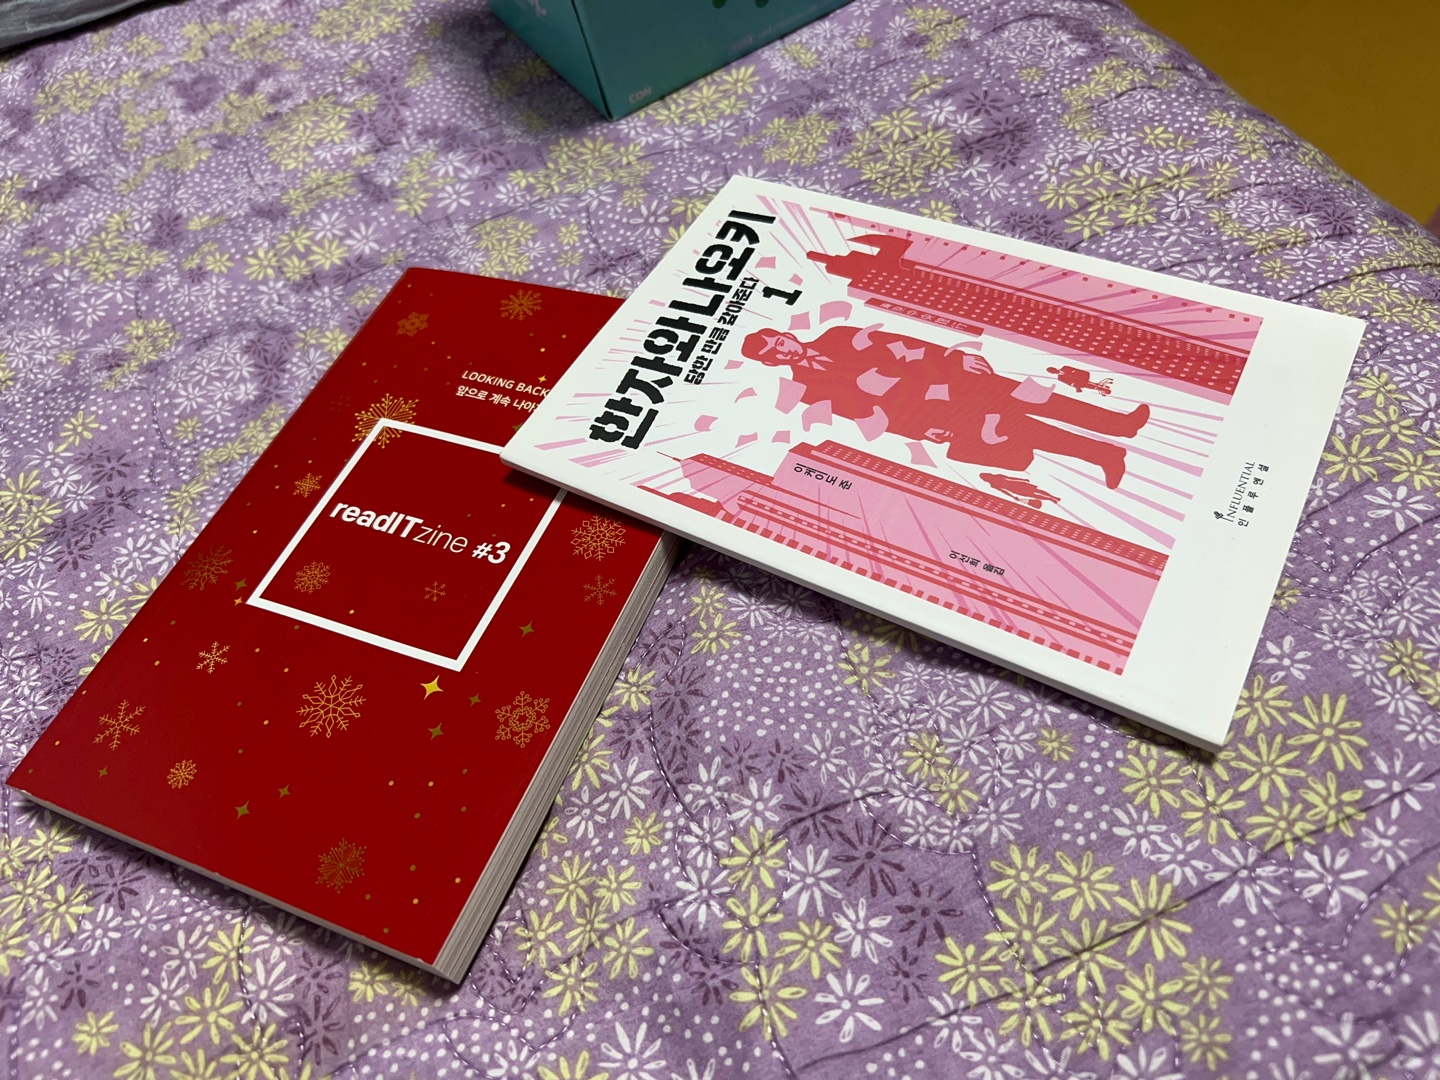 LOOKING BACK
앞으로 계속
readITzine #3
한자와 나오키
당한 만큼 갚아준다
1
이케이도 준
이선희 옮김
INFLUENTIAL
인플루엔셜
COM